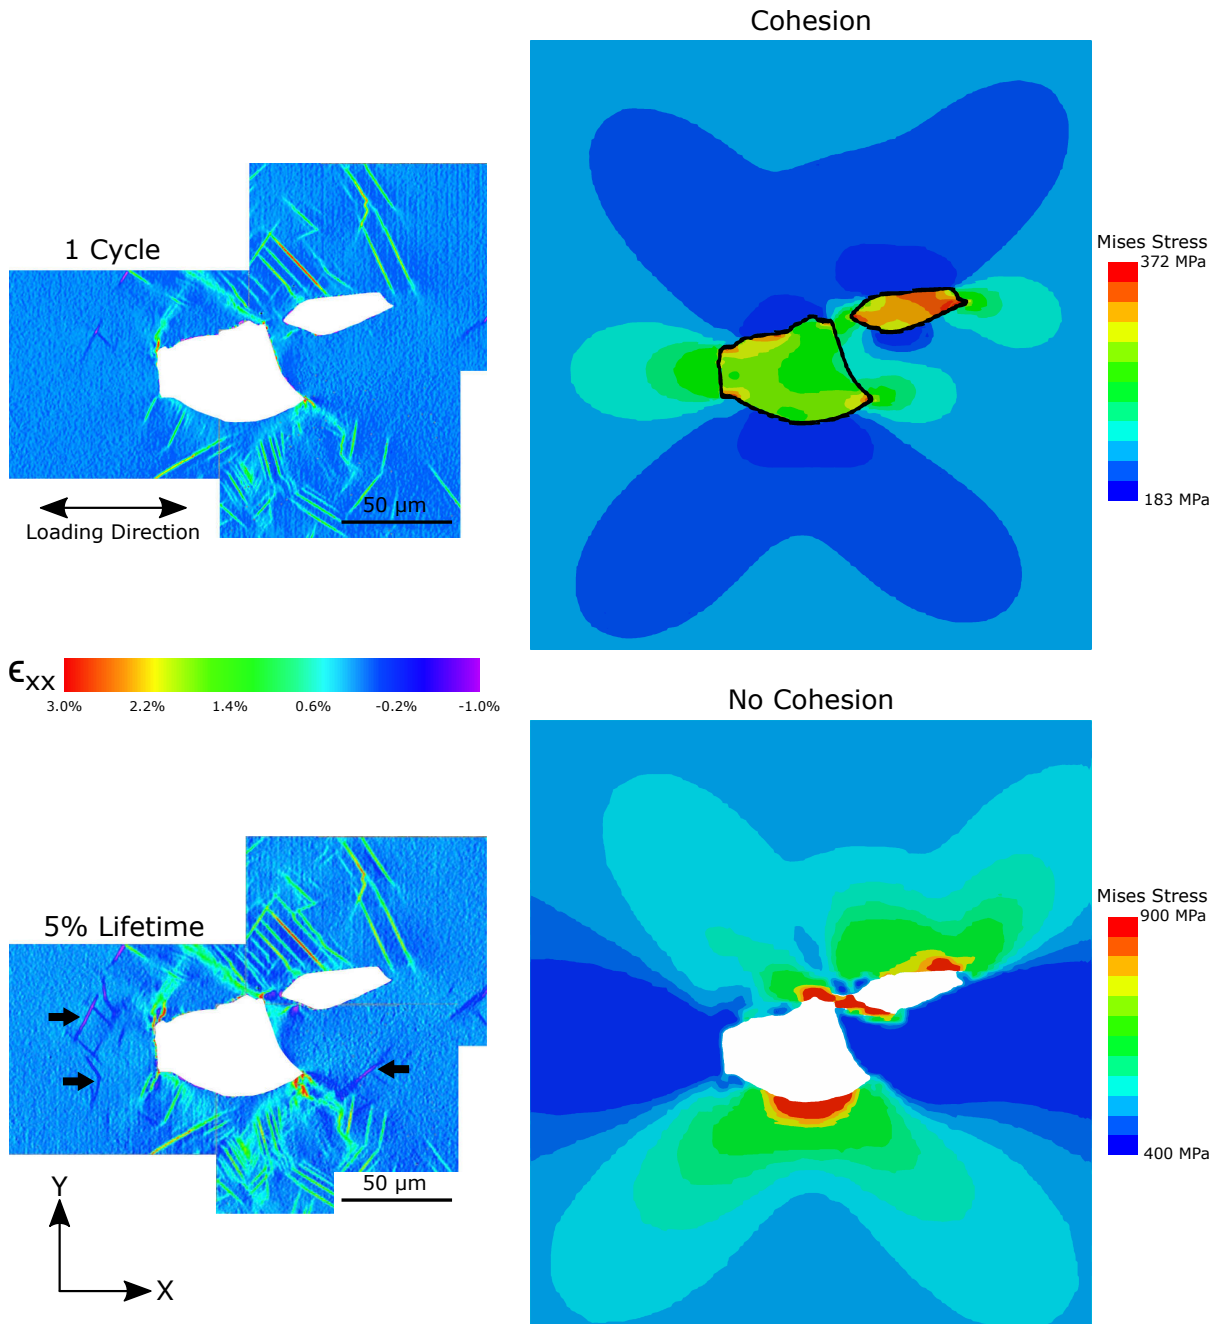 Cohesion
1 Cycle
Mises Stress
372 MPa
183 MPa
50 µm
Loading Direction
ϵxx
3.0% 2.2% 1.4% 0.6% -0.2% -1.0%
No Cohesion
5% Lifetime
Mises Stress
900 MPa
400 MPa
50 µm
Y
X